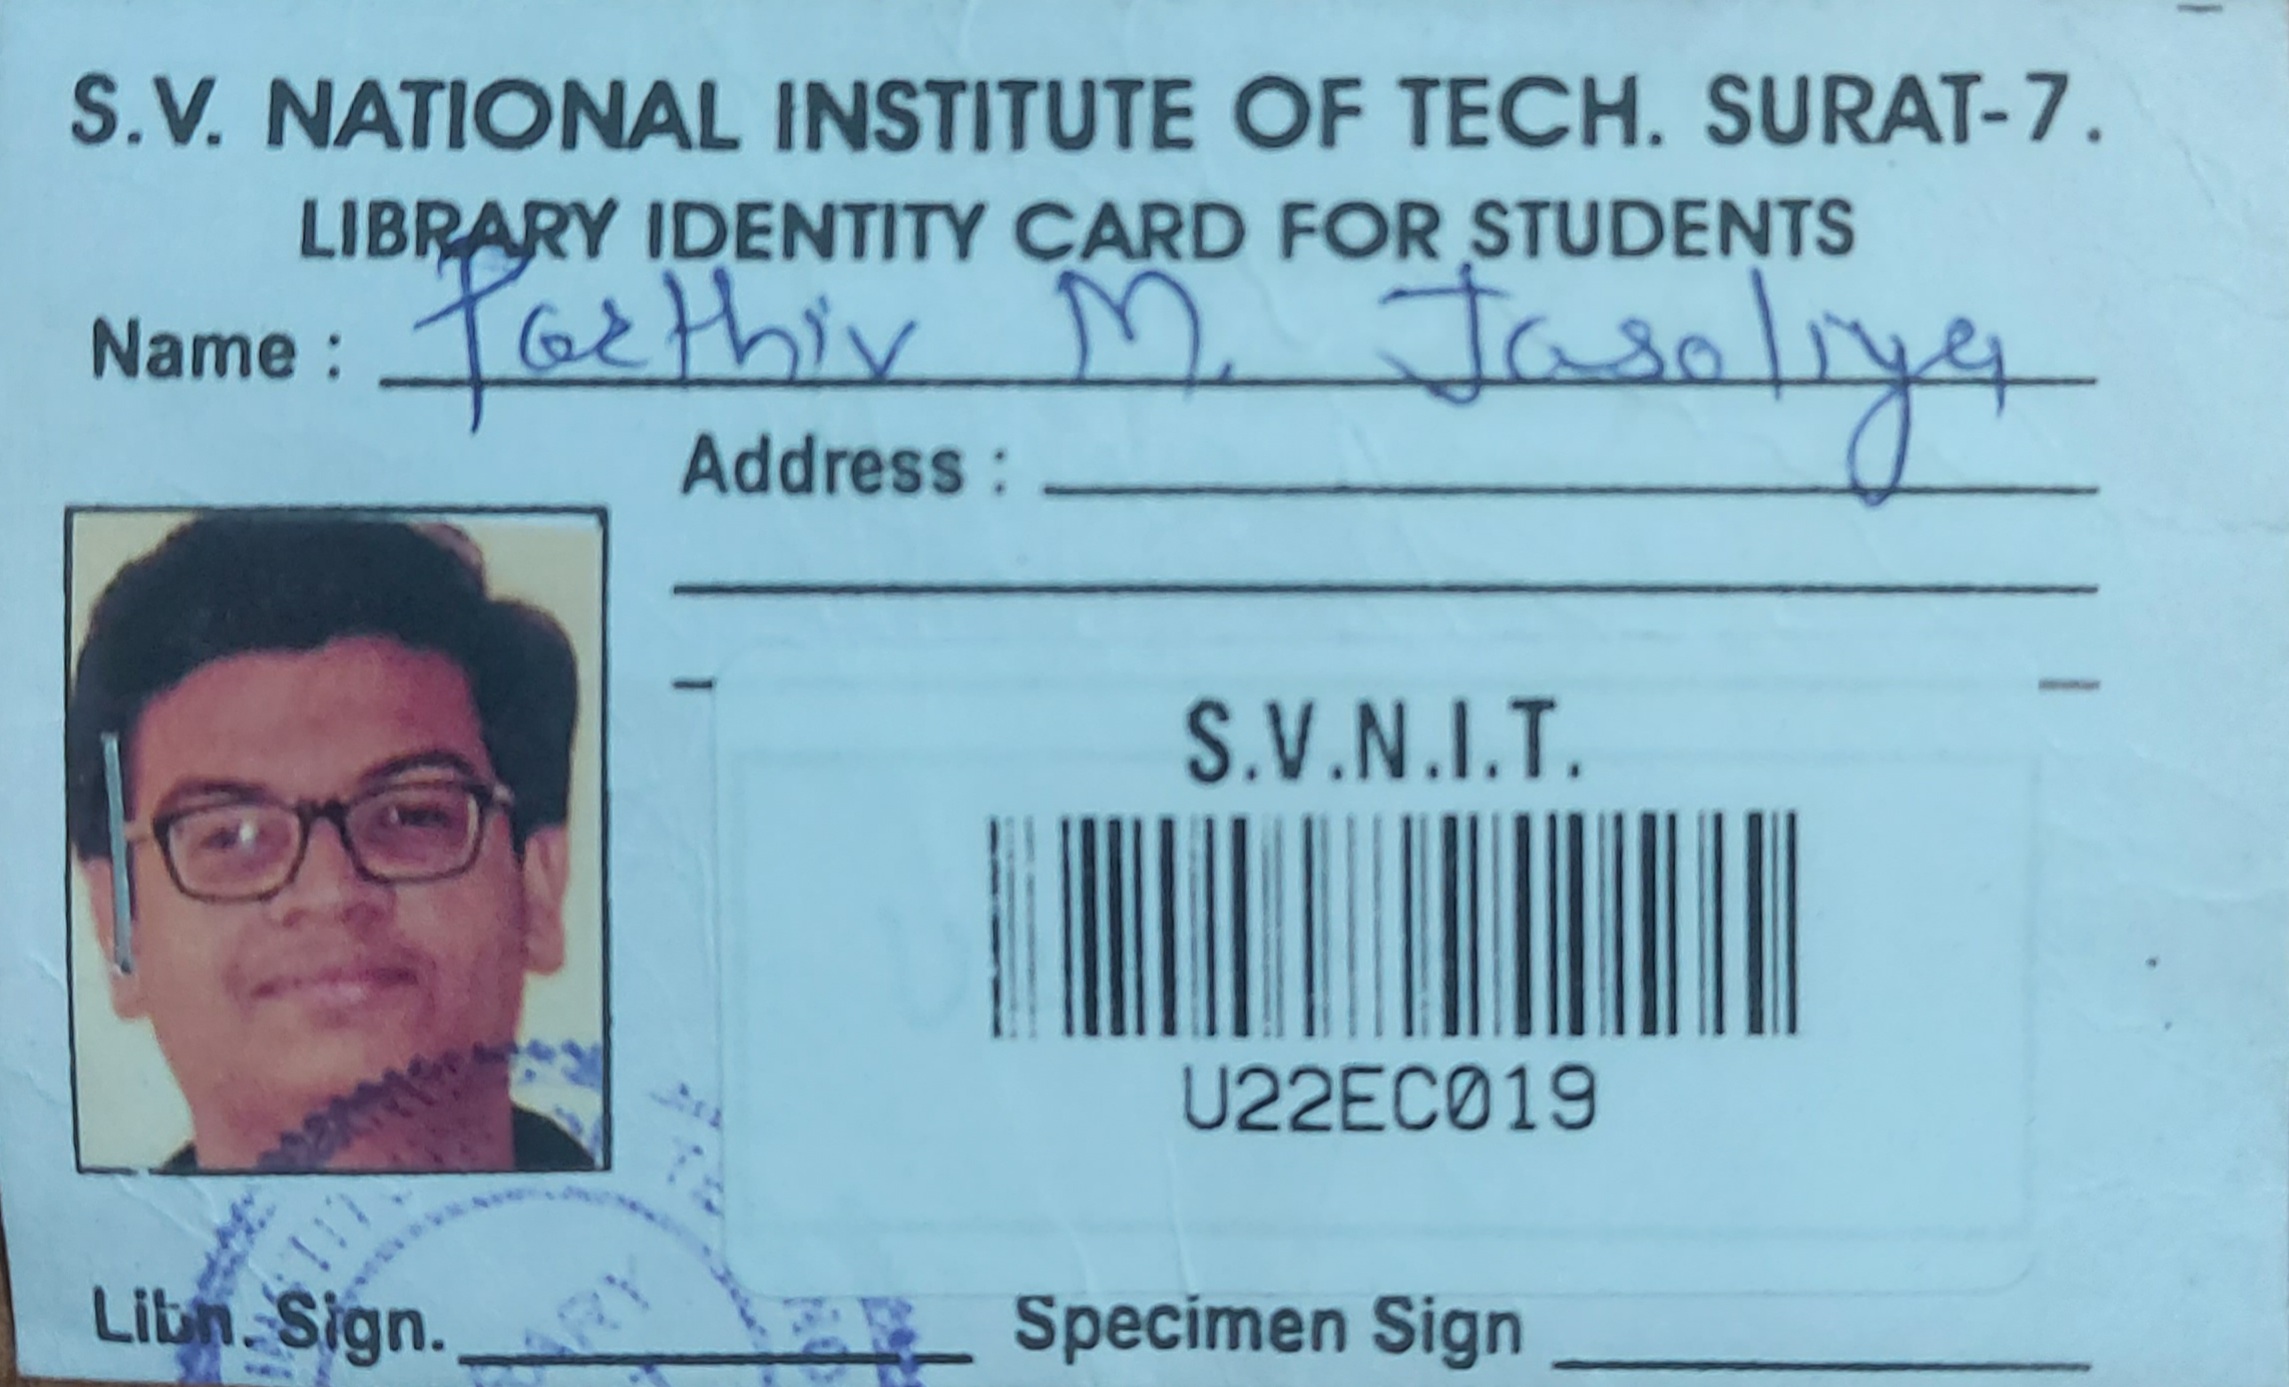 S.V. NATIONAL INSTITUTE OF TECH. SURAT-7.
LIBRARY IDENTITY CARD FOR STUDENTS
Name : Parthiv M. Jasoliya
Address :
S.V.N.I.T.
U22EC019
Libn. Sign.
Specimen Sign